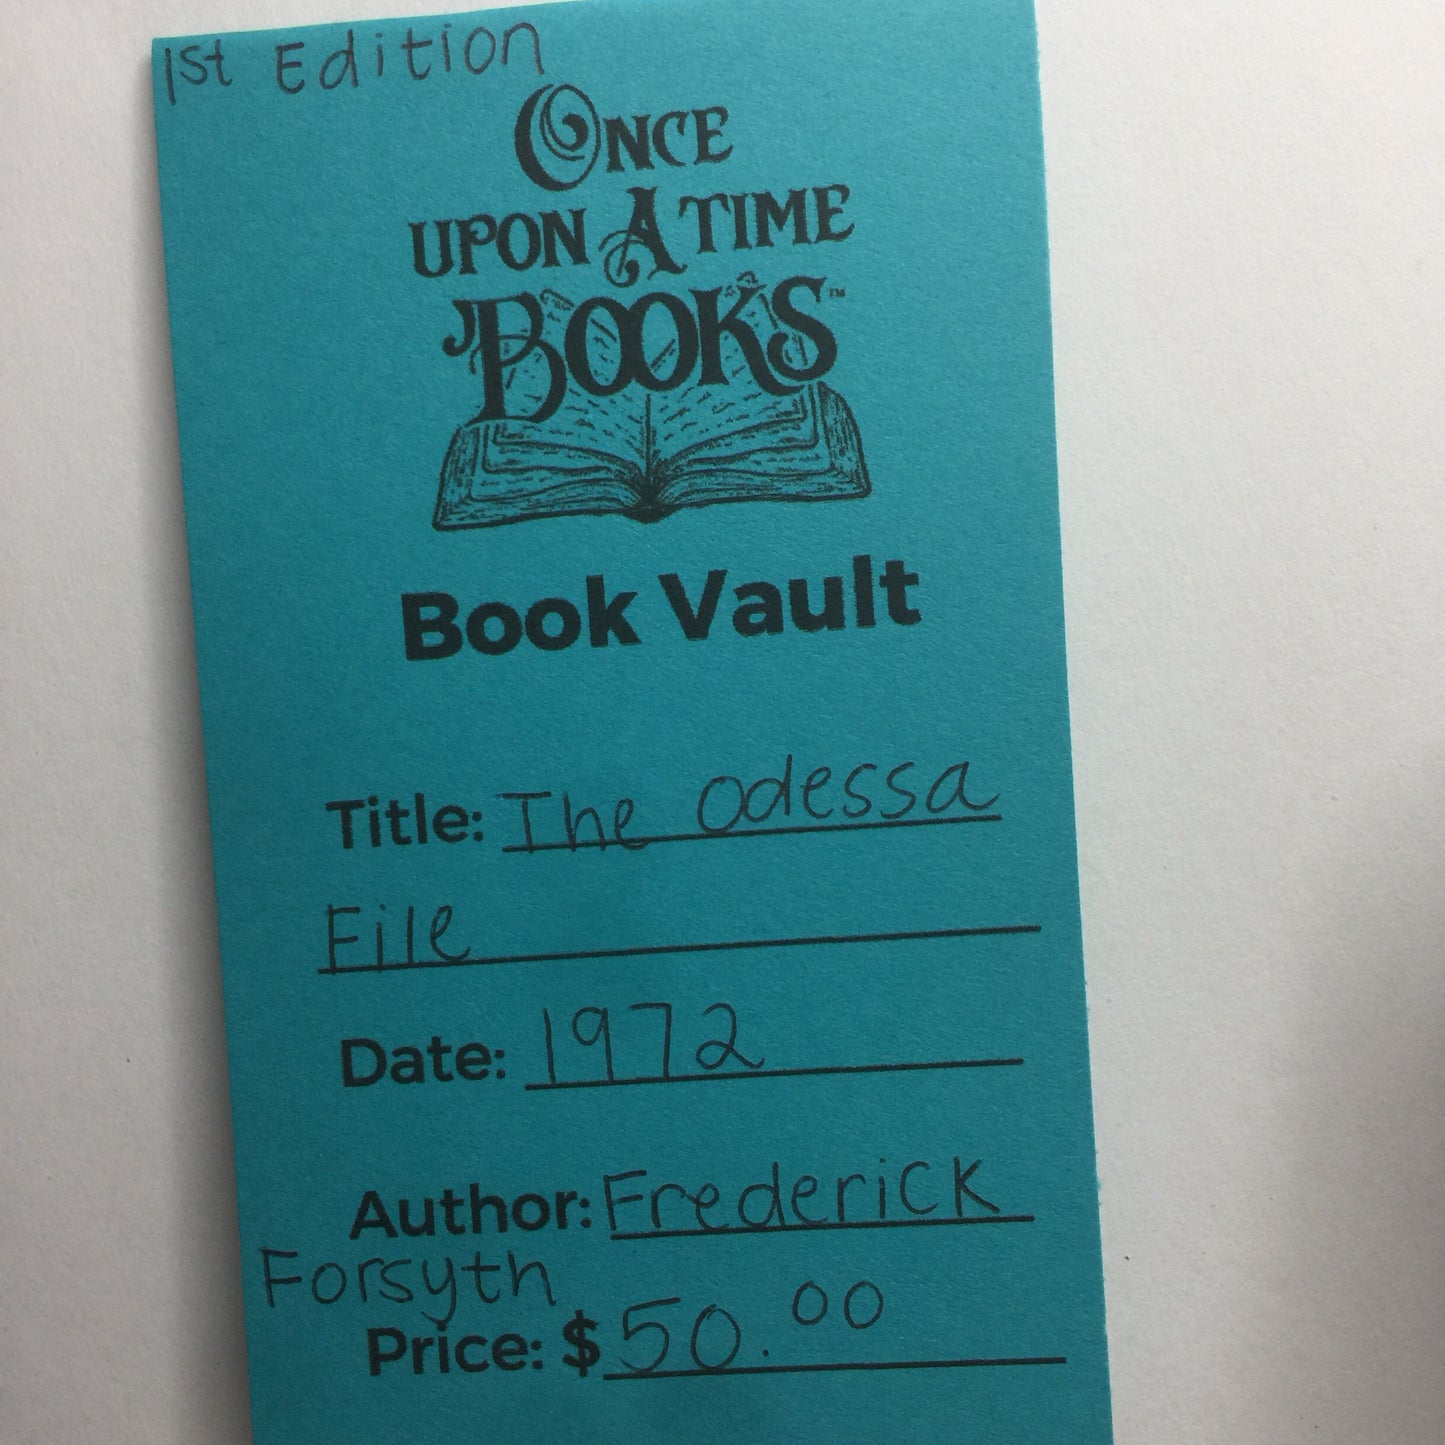 1st Edition
ONCE
UPON A TIME
BOOKS™
Book Vault
Title: The Odessa
File
Date: 1972
Author: Frederick
Forsyth
Price: $50.00